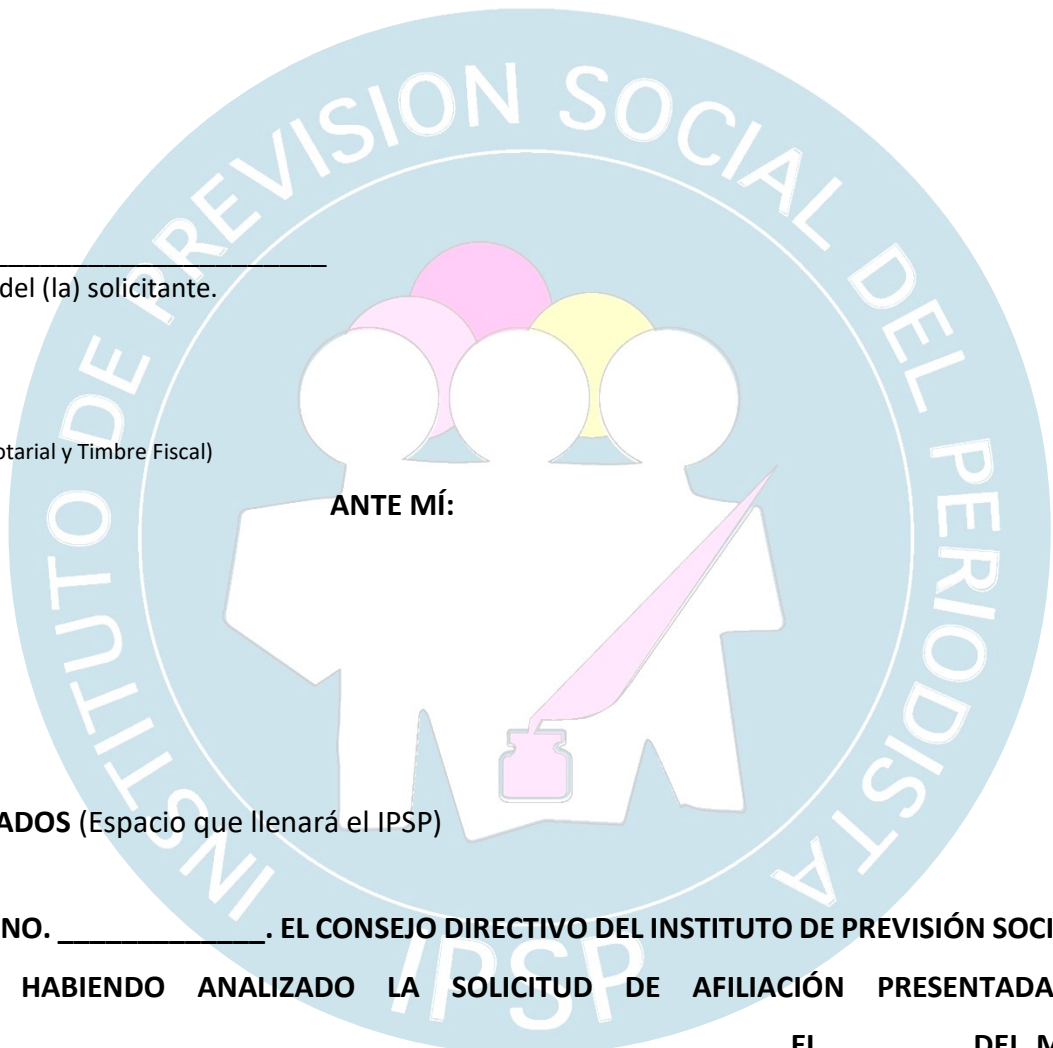 INSTITUTO DE PREVISION SOCIAL DEL PERIODISTA
____________________
del (la) solicitante.
otarial y Timbre Fiscal)
ANTE MÍ:
ADOS (Espacio que llenará el IPSP)
NO. _____________. EL CONSEJO DIRECTIVO DEL INSTITUTO DE PREVISIÓN SOCI
HABIENDO ANALIZADO LA SOLICITUD DE AFILIACIÓN PRESENTADA
EL __________ DEL M
IPSP